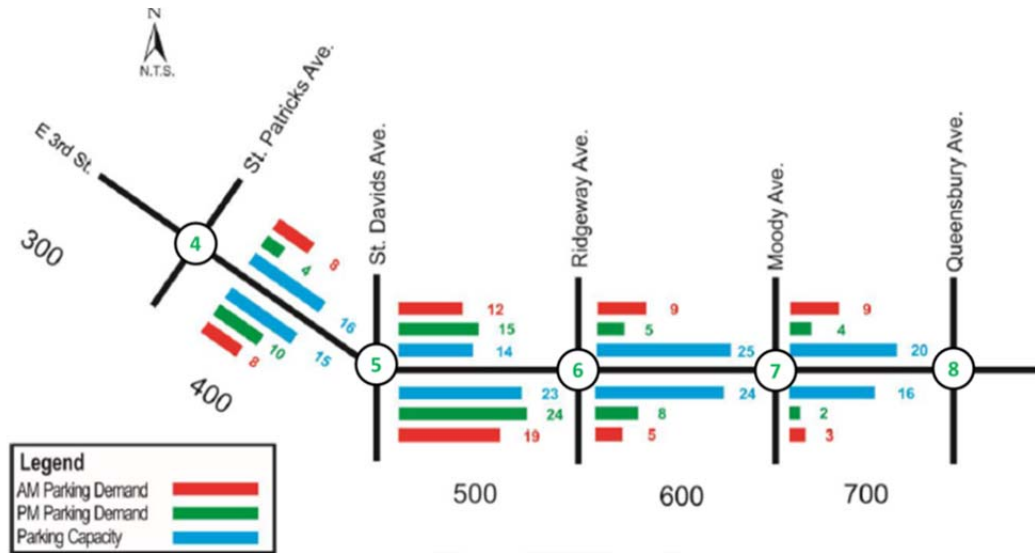 N
N.T.S.
E 3rd St.
St. Patricks Ave.
St. Davids Ave.
Ridgeway Ave.
Moody Ave.
Queensbury Ave.
300
4
8
4
16
15
10
8
400
5
12
15
14
23
24
19
500
6
9
5
25
24
8
5
600
7
9
4
20
16
2
3
700
8
Legend
AM Parking Demand
PM Parking Demand
Parking Capacity